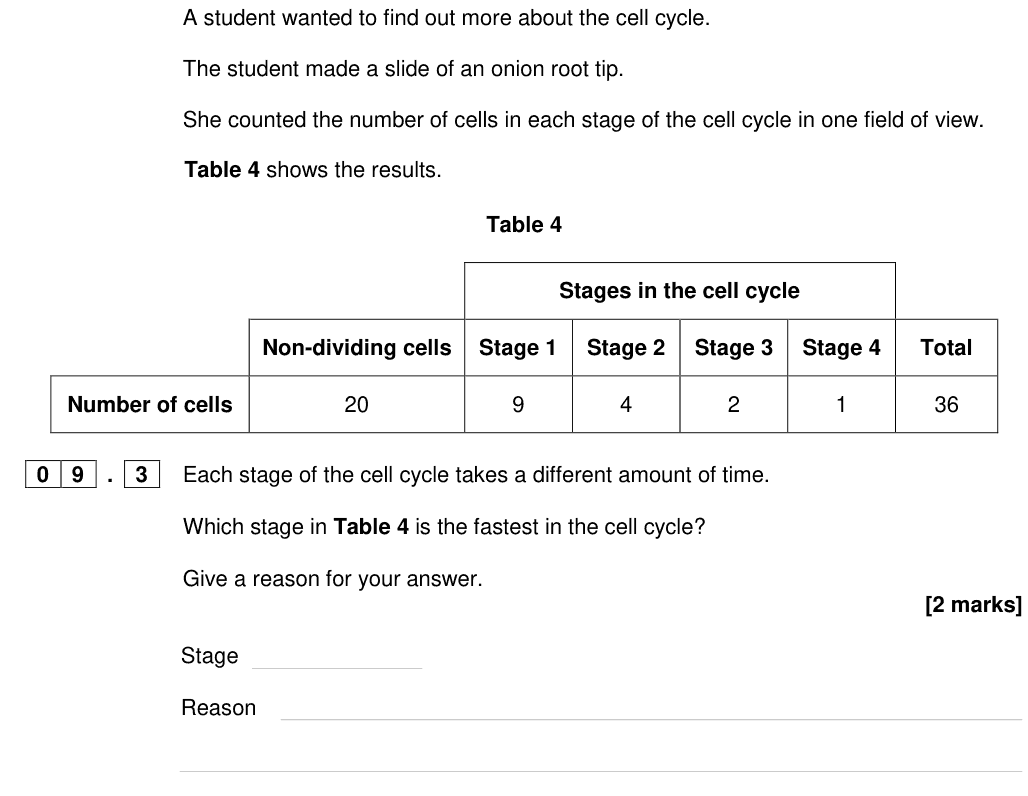 A student wanted to find out more about the cell cycle.
The student made a slide of an onion root tip.
She counted the number of cells in each stage of the cell cycle in one field of view.
Table 4 shows the results.
Table 4
Stages in the cell cycle
Non-dividing cells Stage 1 Stage 2 Stage 3 Stage 4 Total
Number of cells 20 9 4 2 1 36
0 9 . 3 Each stage of the cell cycle takes a different amount of time.
Which stage in Table 4 is the fastest in the cell cycle?
Give a reason for your answer.
[2 marks]
Stage
Reason